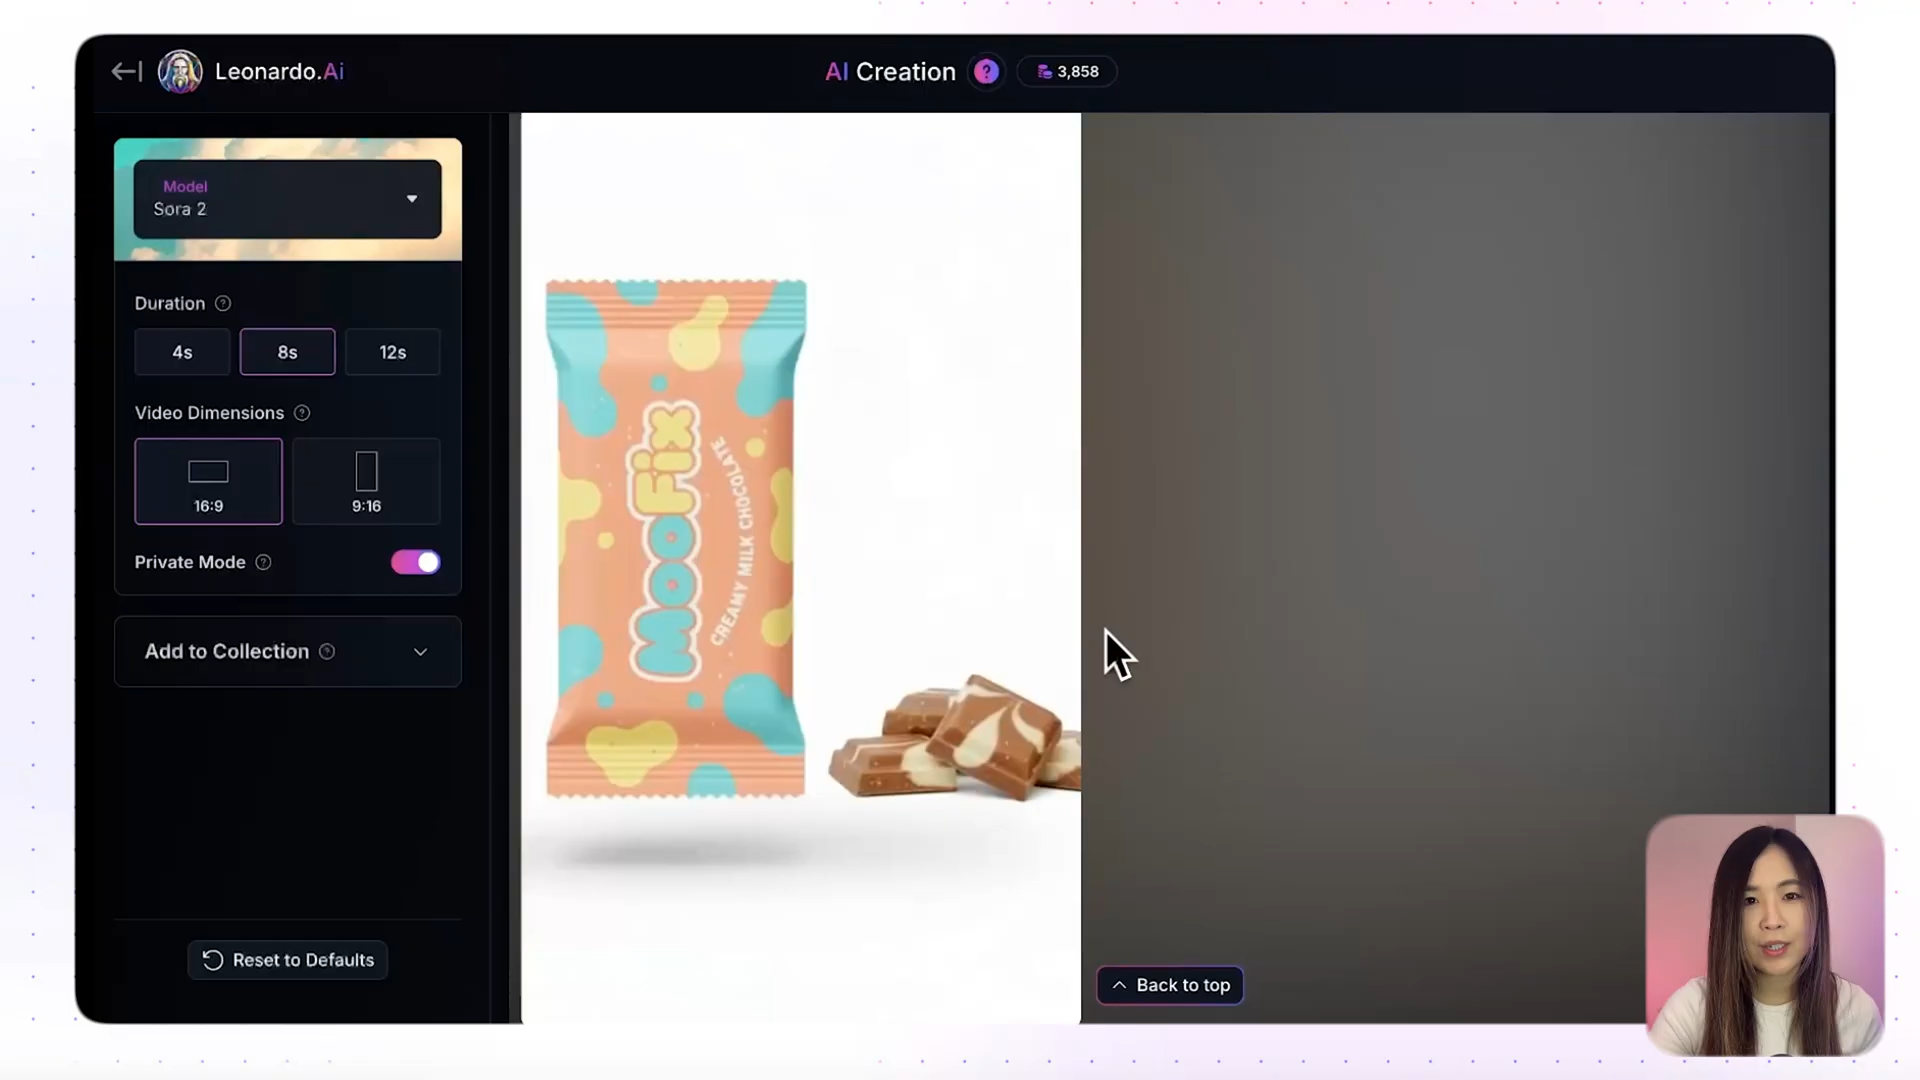 Leonardo.Ai
AI Creation
?
3,858
Model
Sora 2
Duration ?
4s
8s
12s
Video Dimensions ?
16:9
9:16
Private Mode ?
Add to Collection ?
Reset to Defaults
MooFix
CREAMY MILK CHOCOLATE
Back to top